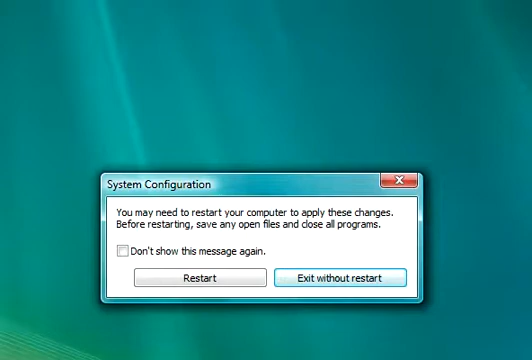 System Configuration
You may need to restart your computer to apply these changes.
Before restarting, save any open files and close all programs.
Don't show this message again.
Restart
Exit without restart